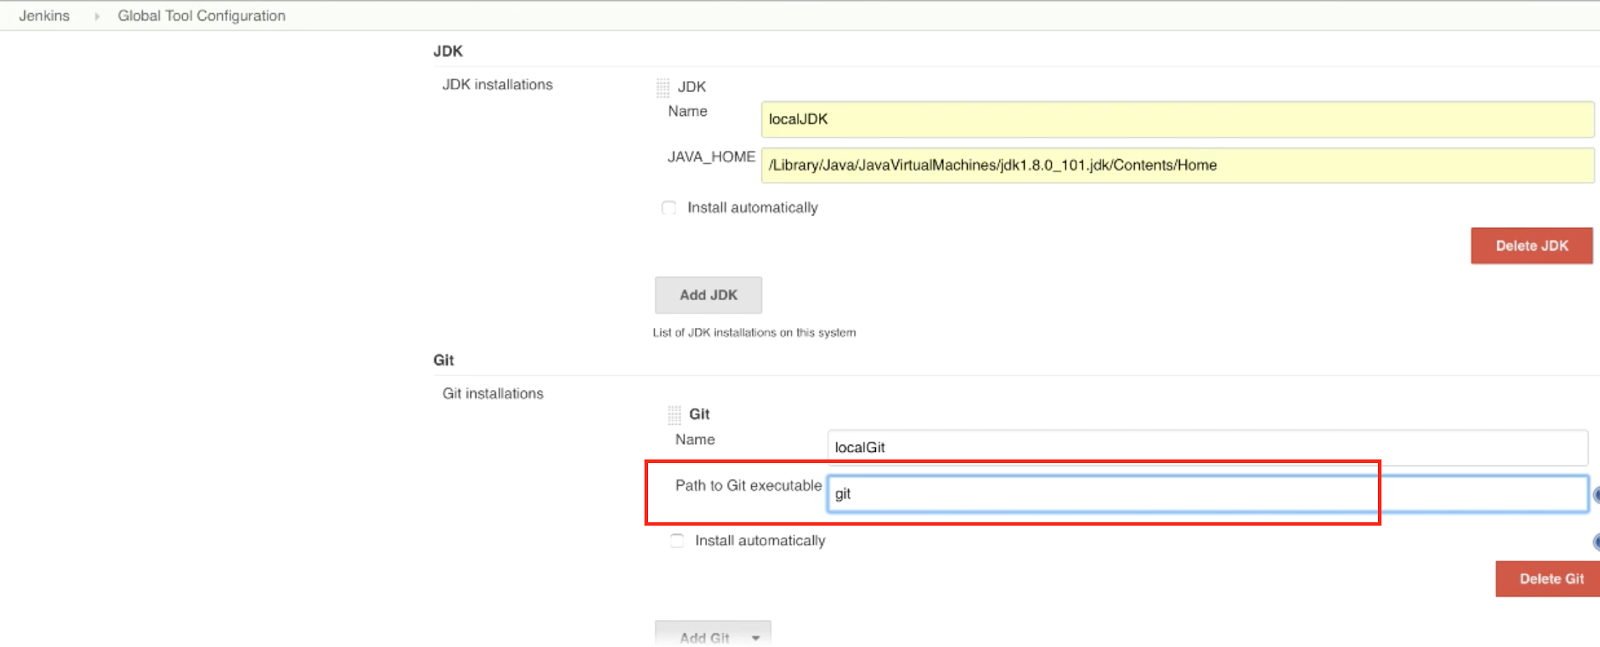 Jenkins Global Tool Configuration
JDK
JDK installations
JDK
Name
localJDK
JAVA_HOME
/Library/Java/JavaVirtualMachines/jdk1.8.0_101.jdk/Contents/Home
Install automatically
Delete JDK
Add JDK
List of JDK installations on this system
Git
Git installations
Git
Name
localGit
Path to Git executable
git
Install automatically
Delete Git
Add Git